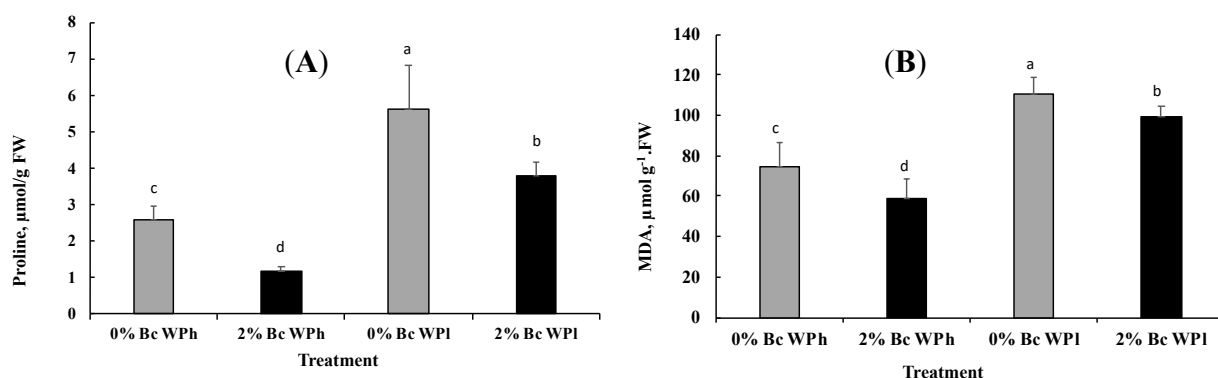 (A)
Proline, µmol/g FW
8
7
6
5
4
3
2
1
0
c
d
a
b
0% Bc WPh 2% Bc WPh 0% Bc WPl 2% Bc WPl
Treatment
(B)
MDA, µmol g⁻¹.FW
140
120
100
80
60
40
20
0
c
d
a
b
0% Bc WPh 2% Bc WPh 0% Bc WPl 2% Bc WPl
Treatment